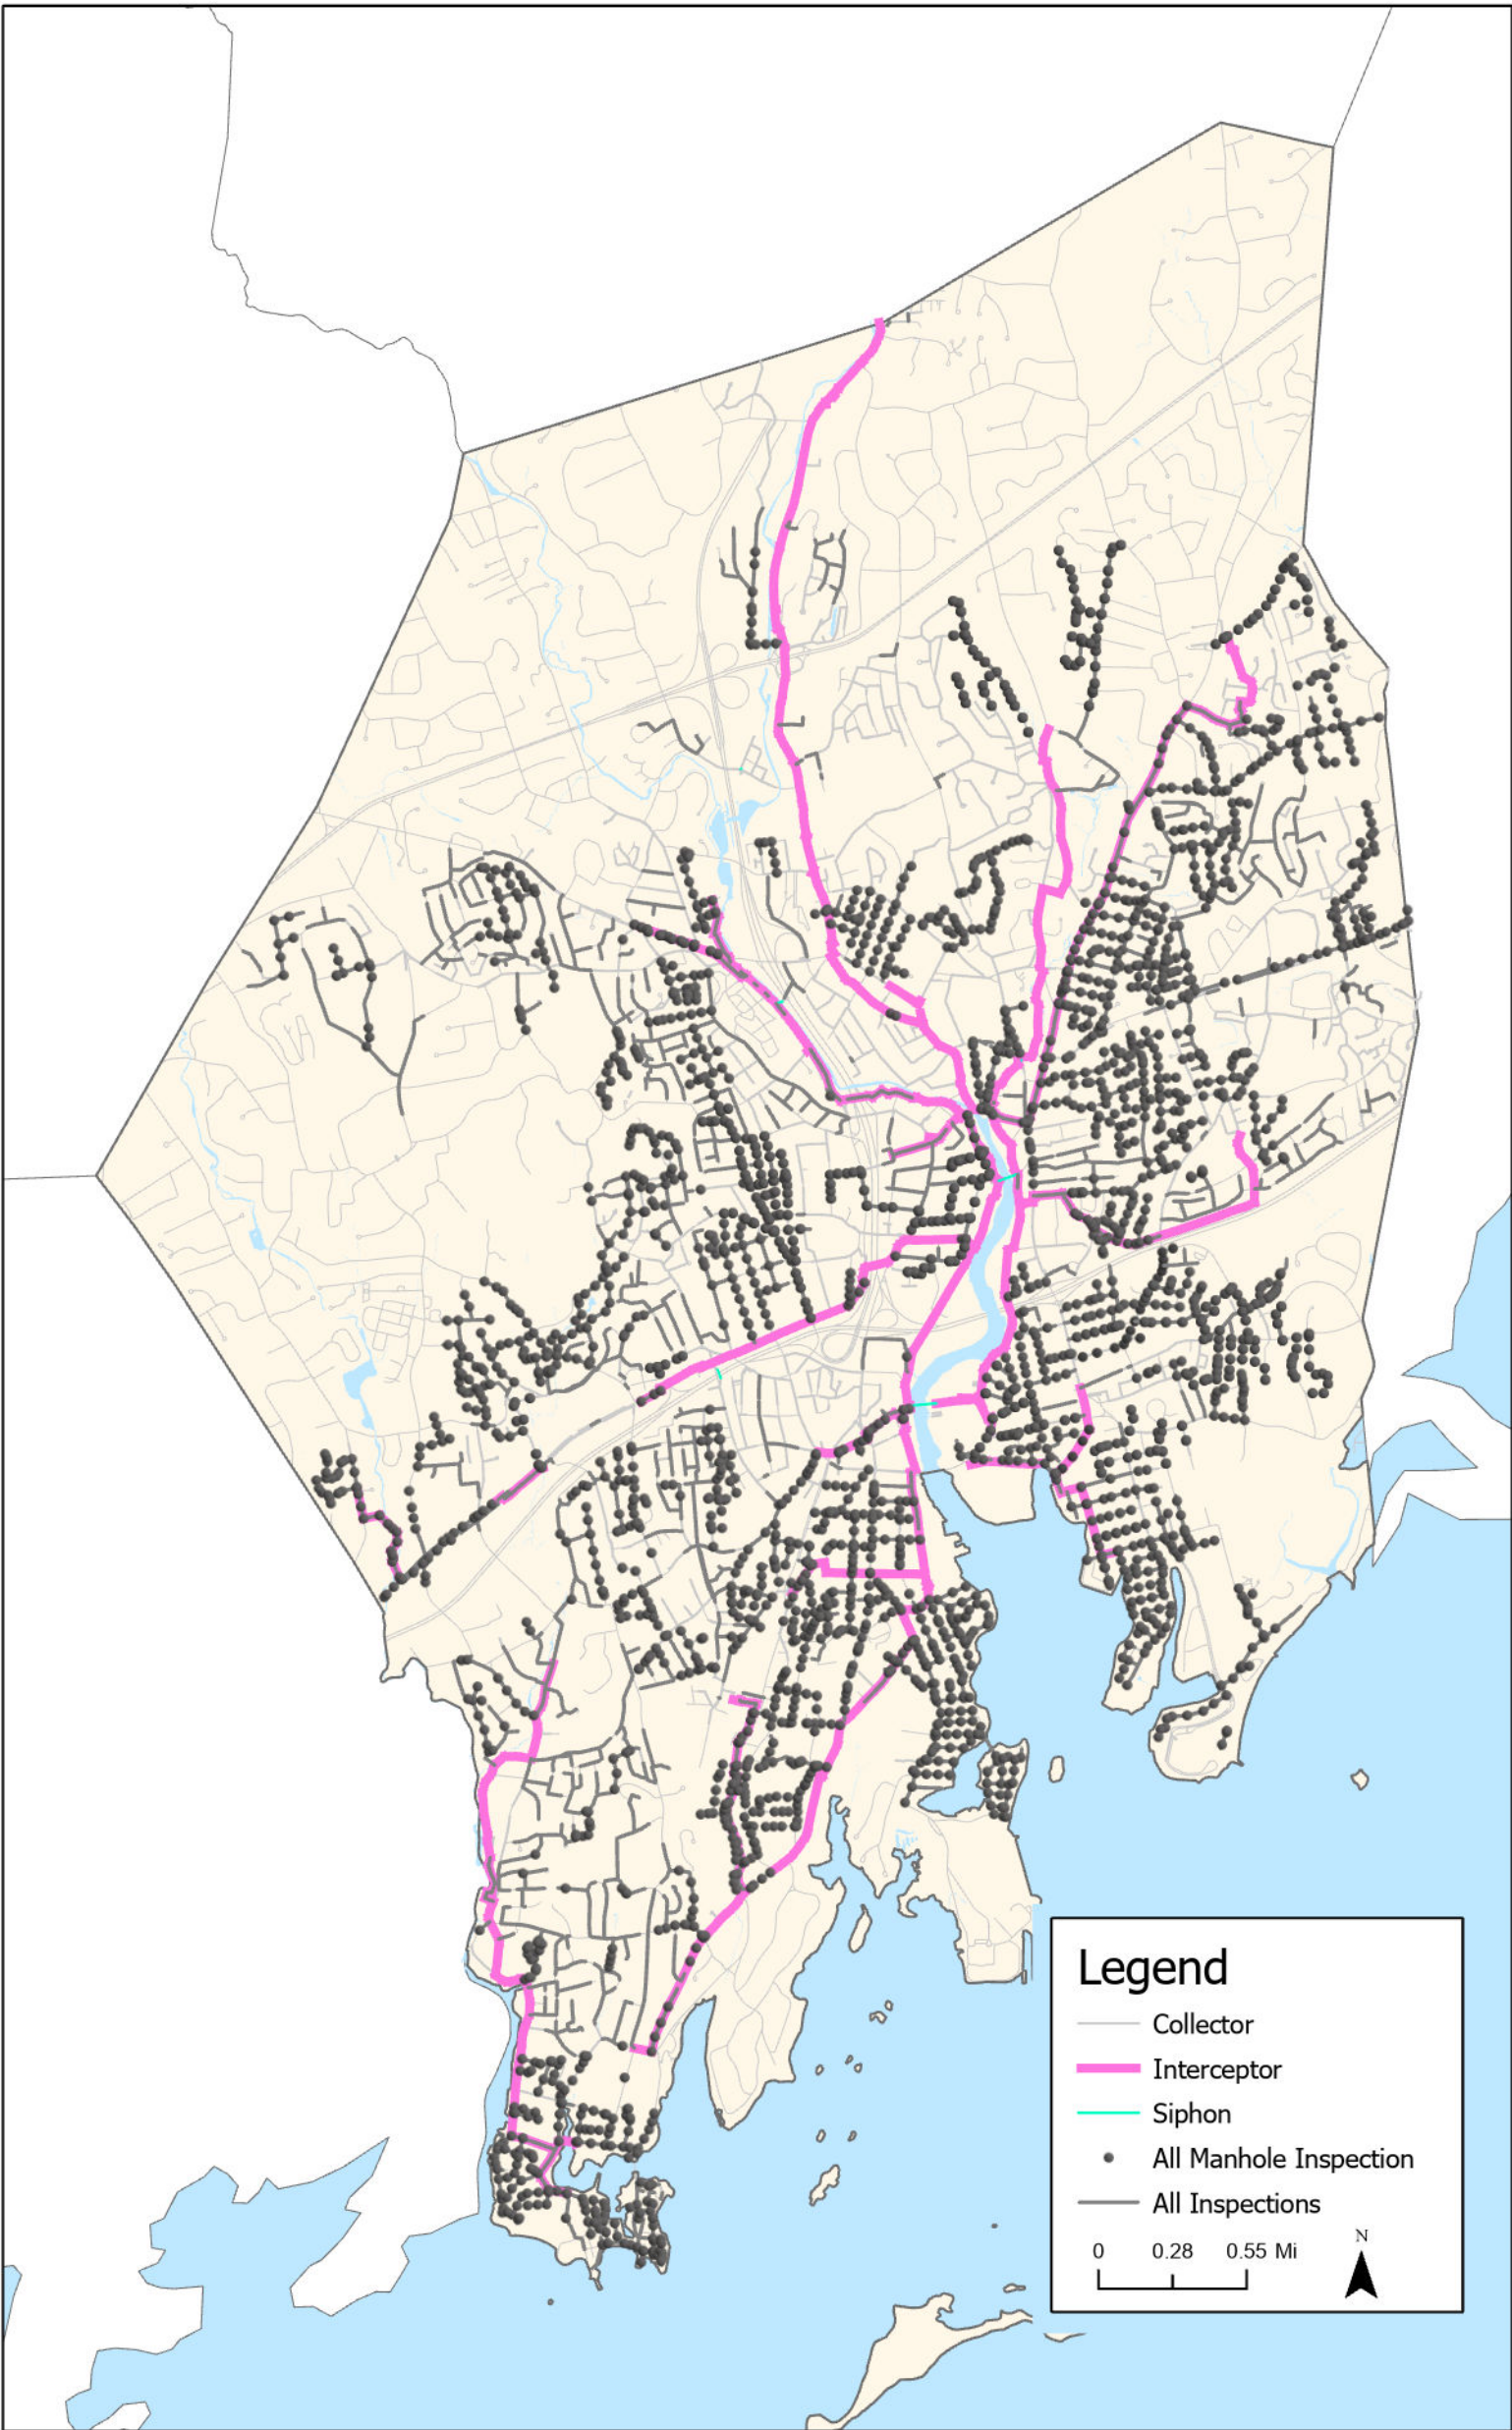 Legend
Collector
Interceptor
Siphon
All Manhole Inspection
All Inspections
0 0.28 0.55 Mi
N